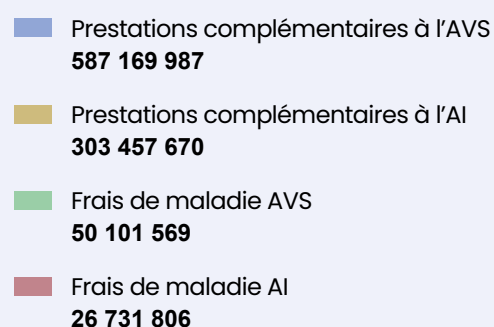 Prestations complémentaires à l’AVS
587 169 987
Prestations complémentaires à l’AI
303 457 670
Frais de maladie AVS
50 101 569
Frais de maladie AI
26 731 806